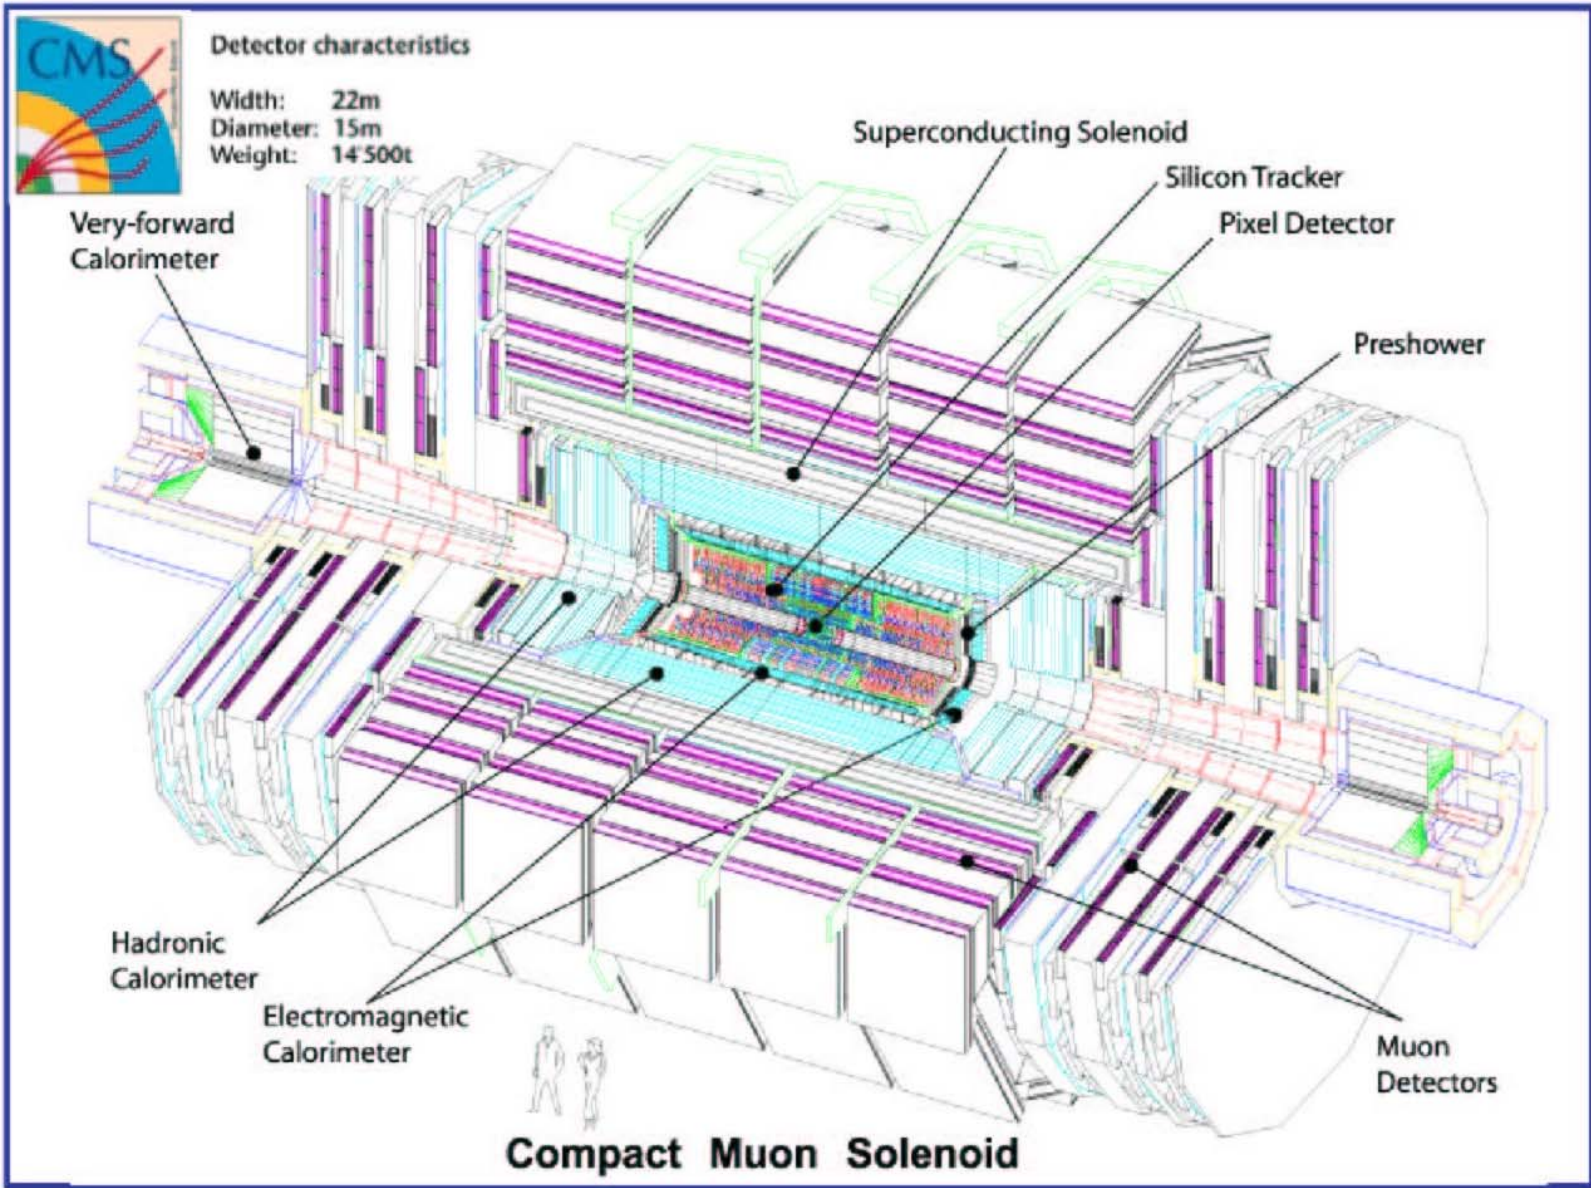 CMS
Detector characteristics
Width: 22m
Diameter: 15m
Weight: 14'500t
Superconducting Solenoid
Silicon Tracker
Pixel Detector
Very-forward
Calorimeter
Preshower
Hadronic
Calorimeter
Electromagnetic
Calorimeter
Muon
Detectors
Compact Muon Solenoid